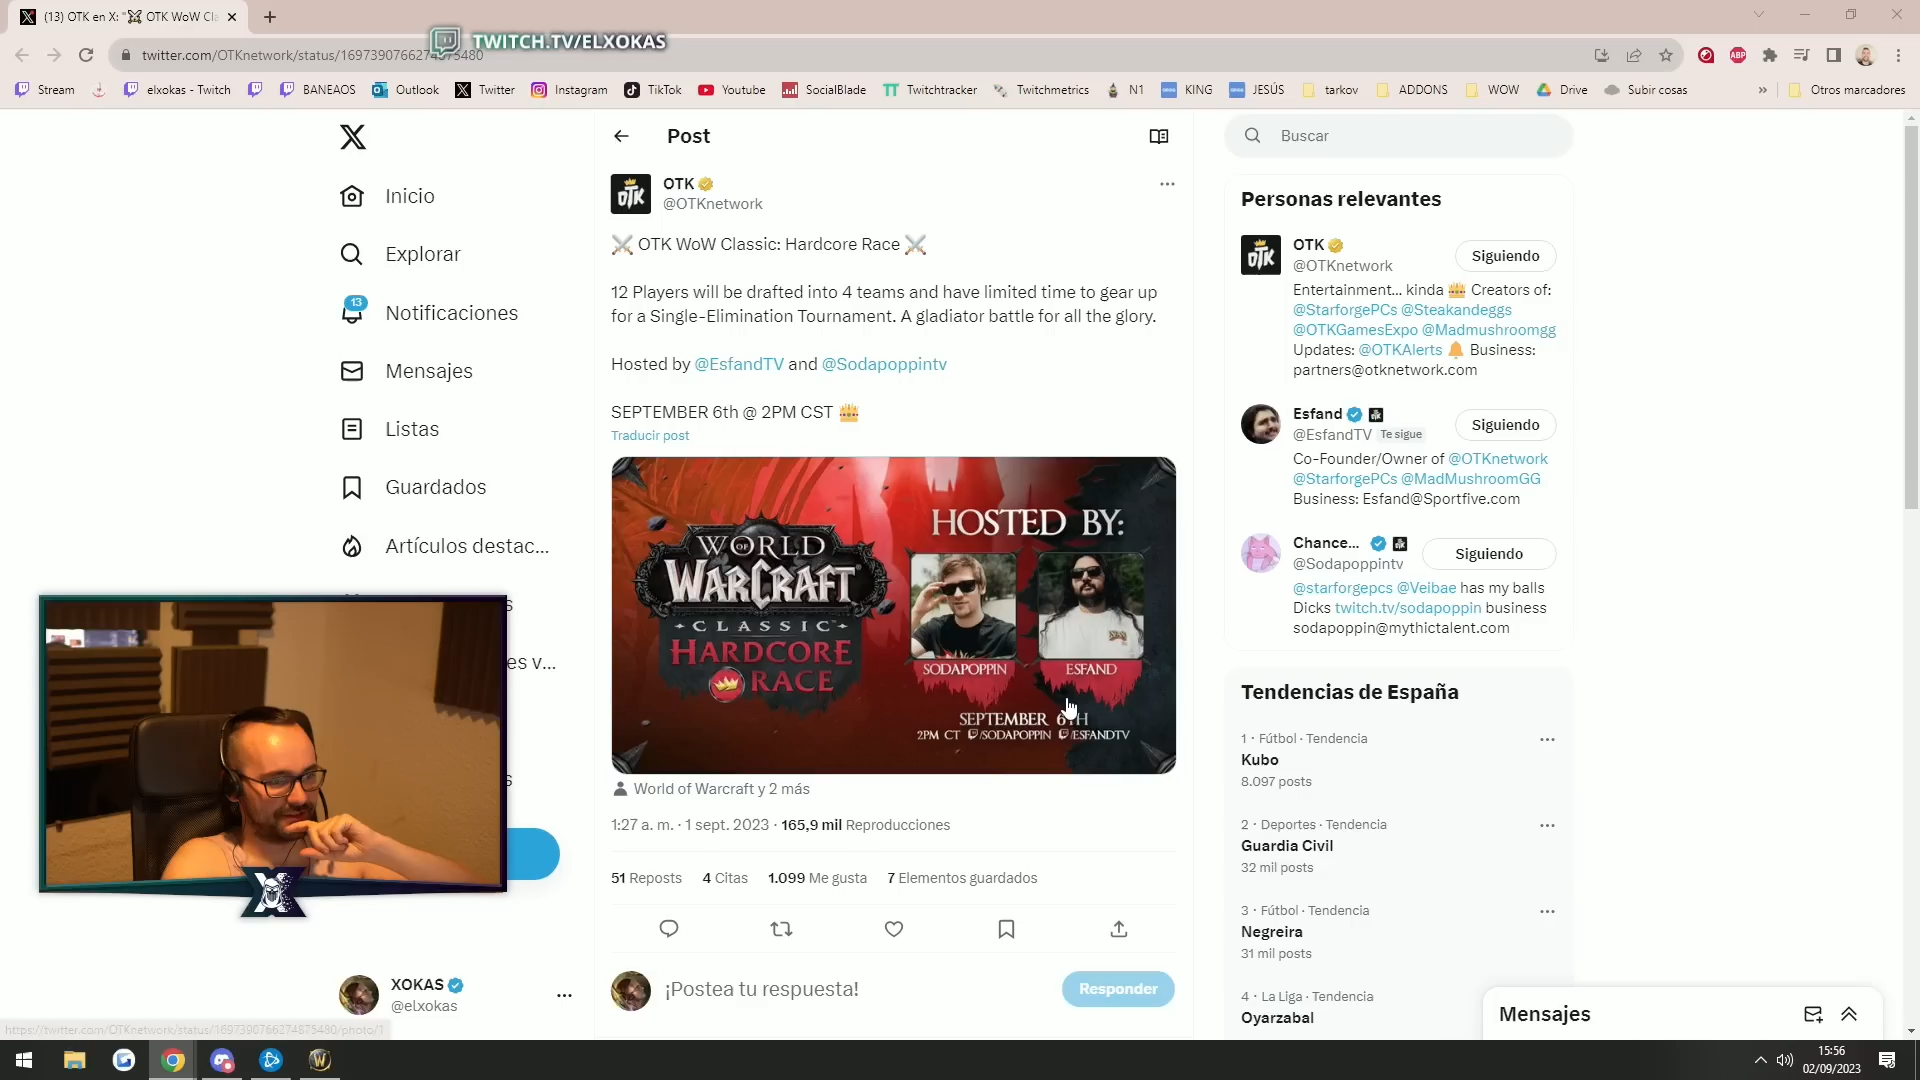 (13) OTK en X: "⚔ OTK WoW Cla
TWITCH.TV/ELXOKAS
twitter.com/OTKnetwork/status/1697390766274875480
Stream
elxokas - Twitch
BANEAOS
Outlook
Twitter
Instagram
TikTok
Youtube
SocialBlade
Twitchtracker
Twitchmetrics
N1
KING
JESÚS
tarkov
ADDONS
WOW
Drive
Subir cosas
»
Otros marcadores
ABP
Inicio
Explorar
13
Notificaciones
Mensajes
Listas
Guardados
Artículos destac...
es v...
XOKAS
@elxokas
https://twitter.com/OTKnetwork/status/1697390766274875480/photo/1
Post
OTK
@OTKnetwork
⚔ OTK WoW Classic: Hardcore Race ⚔
12 Players will be drafted into 4 teams and have limited time to gear up
for a Single-Elimination Tournament. A gladiator battle for all the glory.
Hosted by @EsfandTV and @Sodapoppintv
SEPTEMBER 6th @ 2PM CST 👑
Traducir post
WORLD
OF
WARCRAFT
CLASSIC
HARDCORE
RACE
HOSTED BY:
SODAPOPPIN
ESFAND
SEPTEMBER 6TH
2PM CT /SODAPOPPIN /ESFANDTV
World of Warcraft y 2 más
1:27 a. m. · 1 sept. 2023 · 165,9 mil Reproducciones
51 Reposts 4 Citas 1.099 Me gusta 7 Elementos guardados
¡Postea tu respuesta!
Responder
Buscar
Personas relevantes
OTK
@OTKnetwork
Siguiendo
Entertainment... kinda 👑 Creators of:
@StarforgePCs @Steakandeggs
@OTKGamesExpo @Madmushroomgg
Updates: @OTKAlerts 🔔 Business:
partners@otknetwork.com
Esfand
@EsfandTV Te sigue
Siguiendo
Co-Founder/Owner of @OTKnetwork
@StarforgePCs @MadMushroomGG
Business: Esfand@Sportfive.com
Chance...
@Sodapoppintv
Siguiendo
@starforgepcs @Veibae has my balls
Dicks twitch.tv/sodapoppin business
sodapoppin@mythictalent.com
Tendencias de España
1 · Fútbol · Tendencia
Kubo
8.097 posts
2 · Deportes · Tendencia
Guardia Civil
32 mil posts
3 · Fútbol · Tendencia
Negreira
31 mil posts
4 · La Liga · Tendencia
Oyarzabal
Mensajes
15:56
02/09/2023